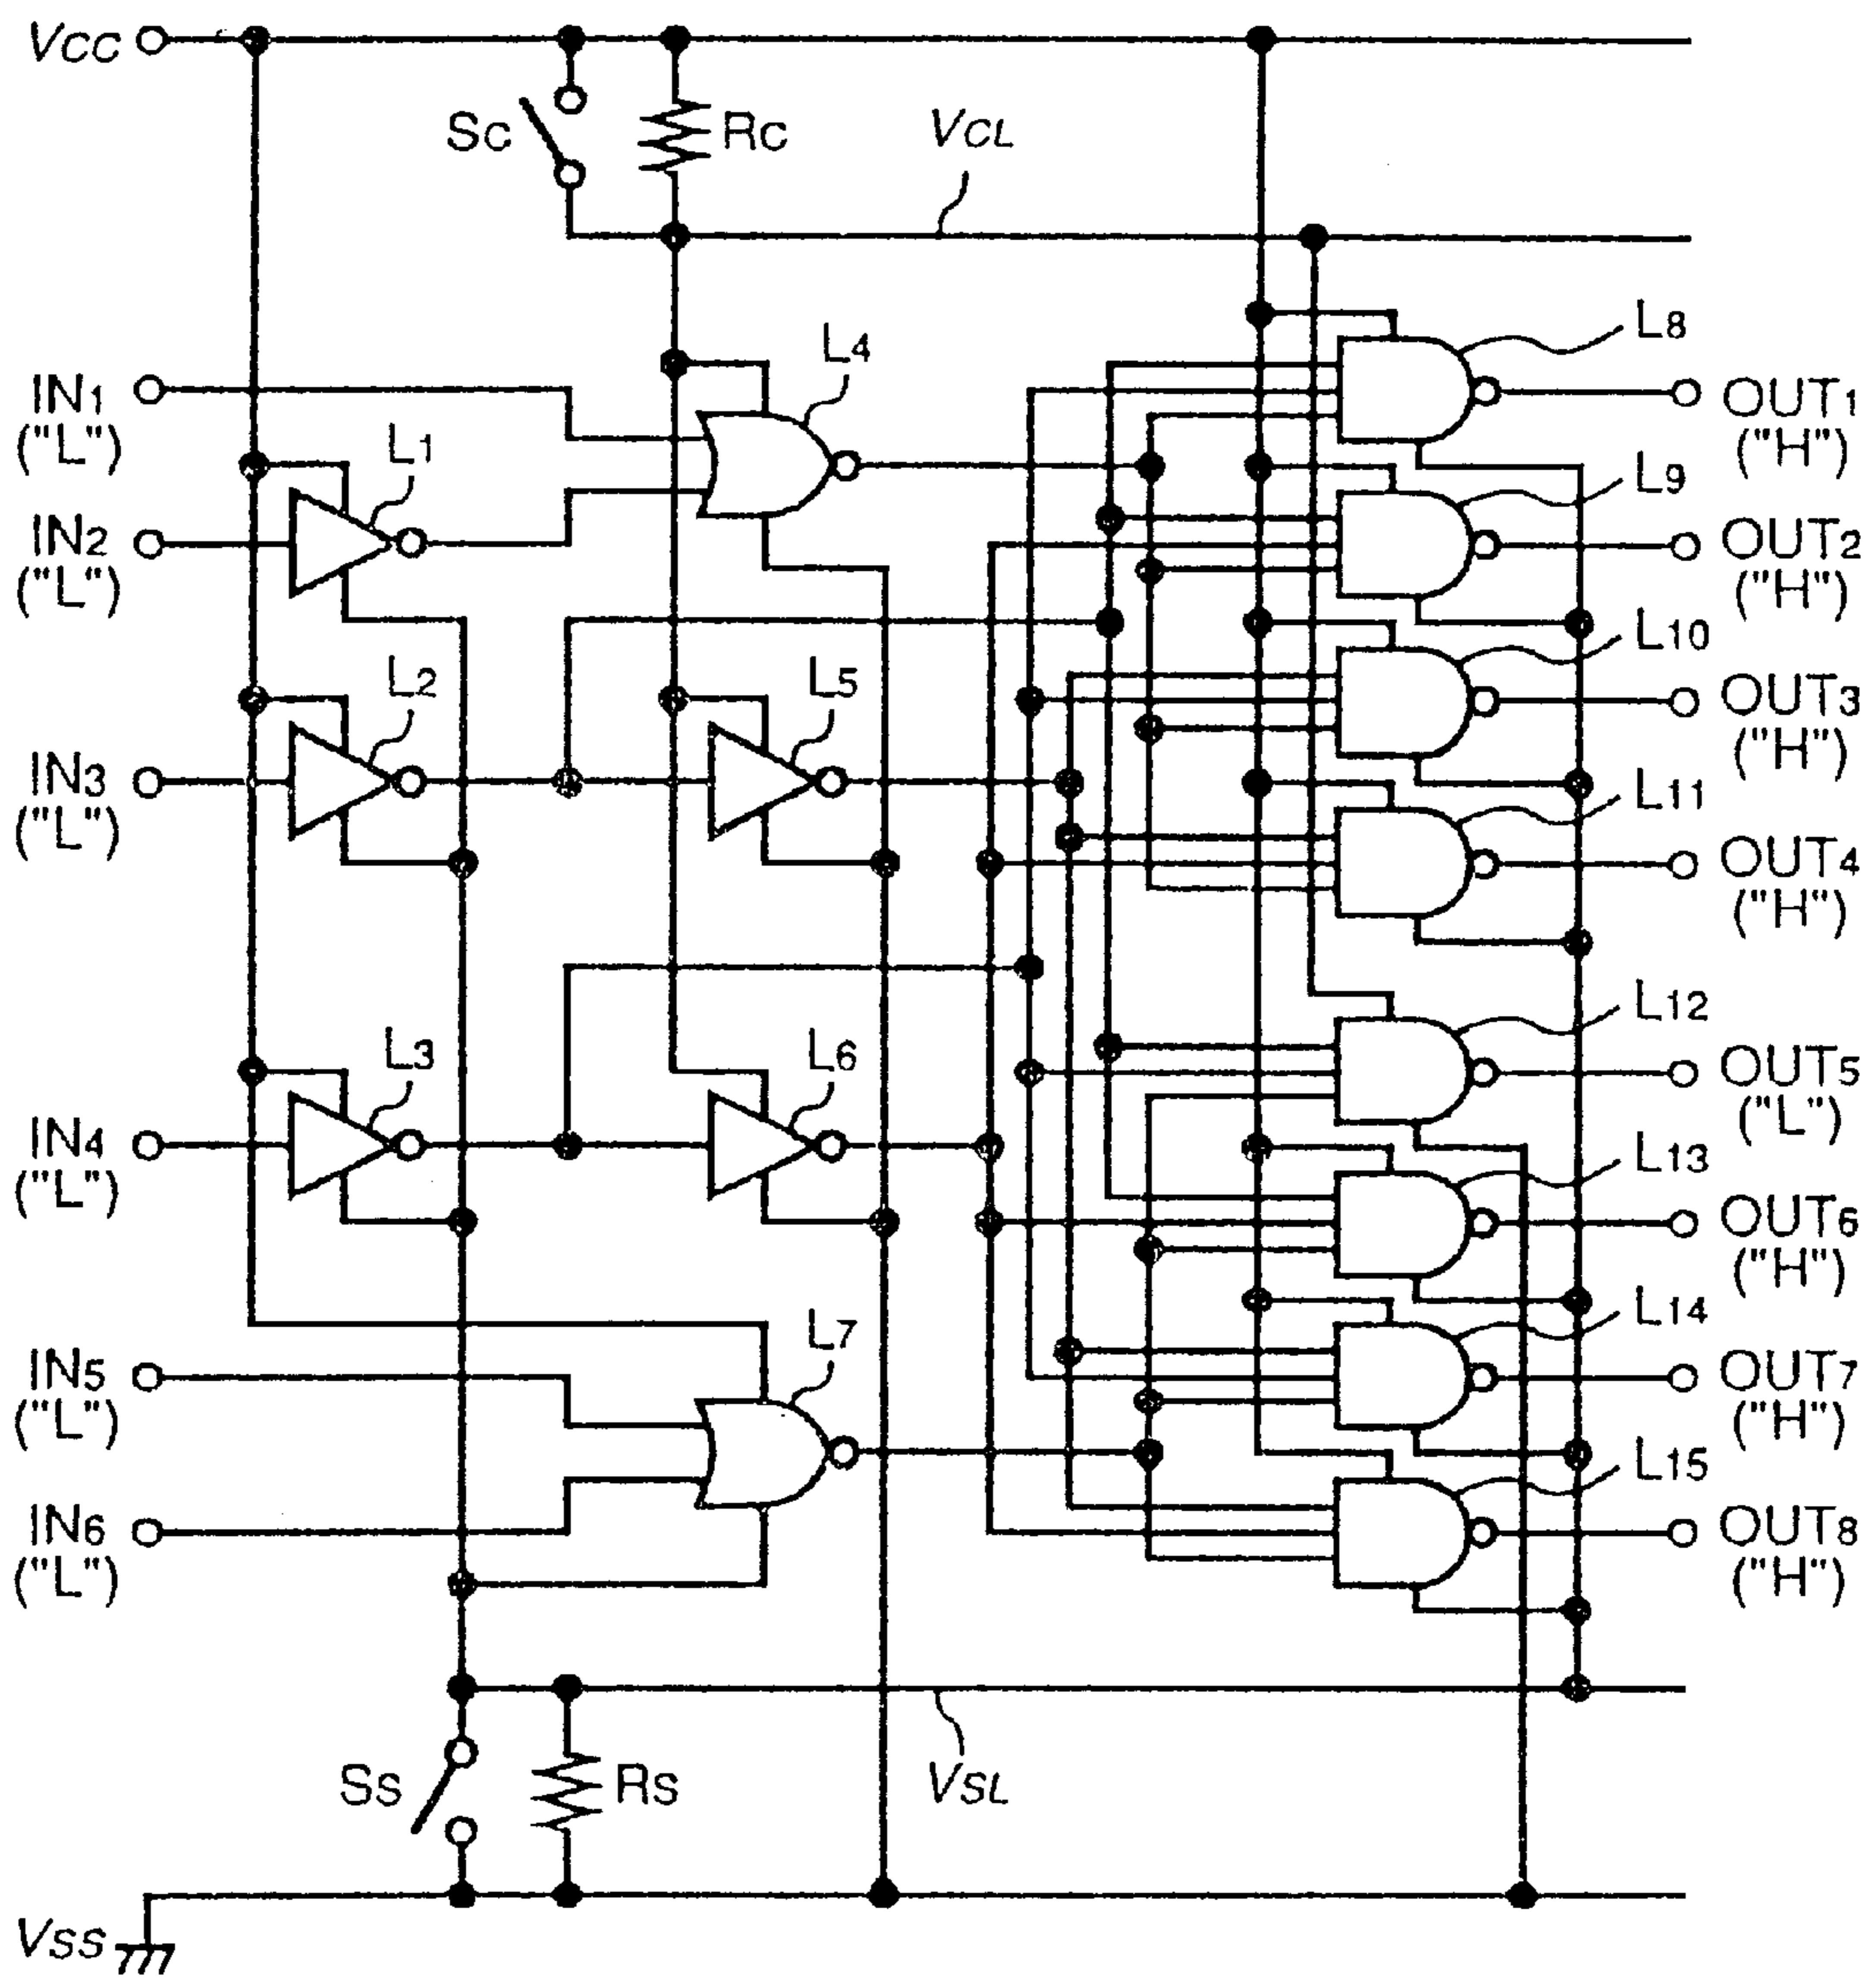 VCC
SC
RC
VCL
L8
L4
IN1
("L")
OUT1
("H")
L1
L9
IN2
("L")
OUT2
("H")
L10
L2
L5
OUT3
("H")
IN3
("L")
L11
OUT4
("H")
L12
L3
L6
OUT5
("L")
IN4
("L")
L13
OUT6
("H")
L14
L7
IN5
("L")
OUT7
("H")
L15
IN6
("L")
OUT8
("H")
SS
RS
VSL
VSS